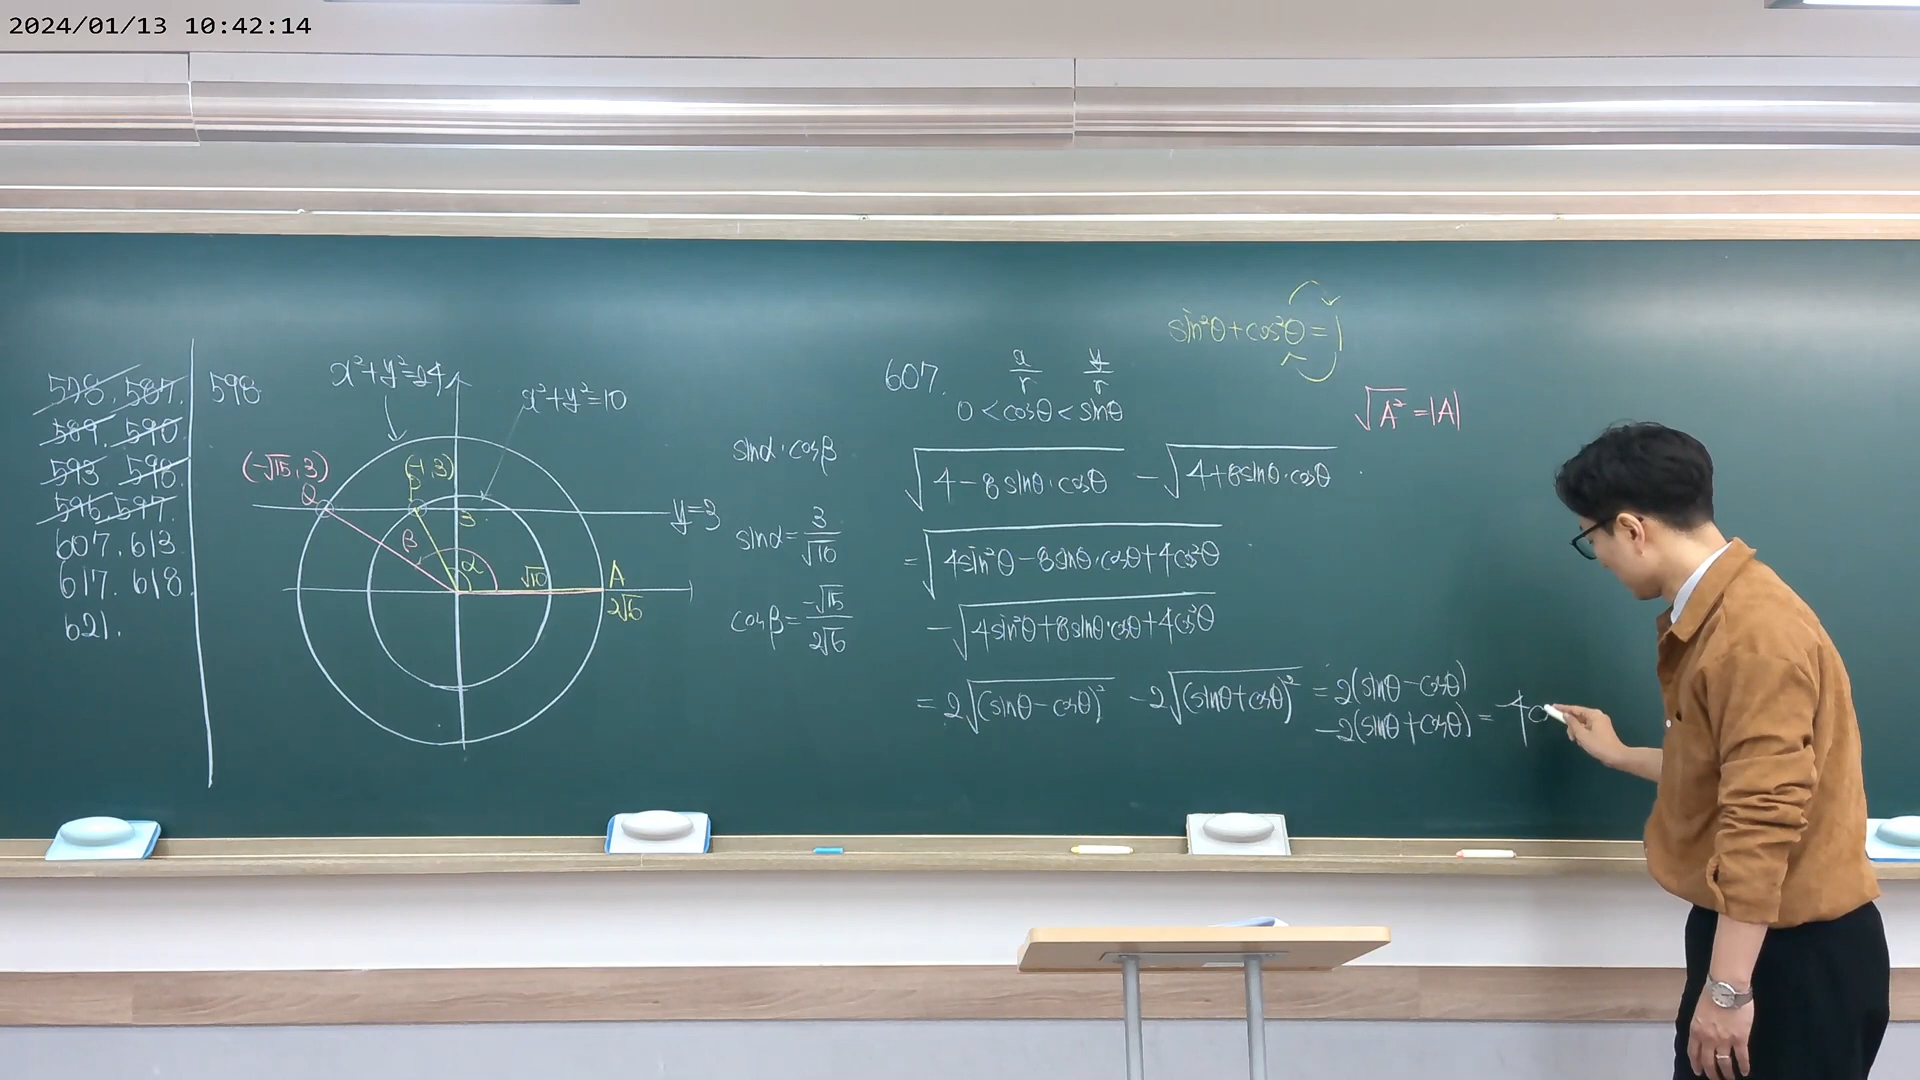 2024/01/13 10:42:14
578. 587.
589. 590
593 596
596. 597.
607. 613
617. 618
621.
598
x²+y²=24
x²+y²=10
(-√15, 3)
Q
(-1, 3)
P
3
y=3
β
α
√10
A
2√6
sinα·cosβ
sinα=3/√10
cosβ=-√15/2√6
607.
x/r y/r
0<cosθ<sinθ
sin²θ+cos²θ=1
√A²=|A|
√4-8sinθ·cosθ -√4+8sinθ·cosθ
=√4sin²θ-8sinθ·cosθ+4cos²θ
-√4sin²θ+8sinθ·cosθ+4cos²θ
=2√(sinθ-cosθ)² -2√(sinθ+cosθ)² =2(sinθ-cosθ)
-2(sinθ+cosθ) = -4c